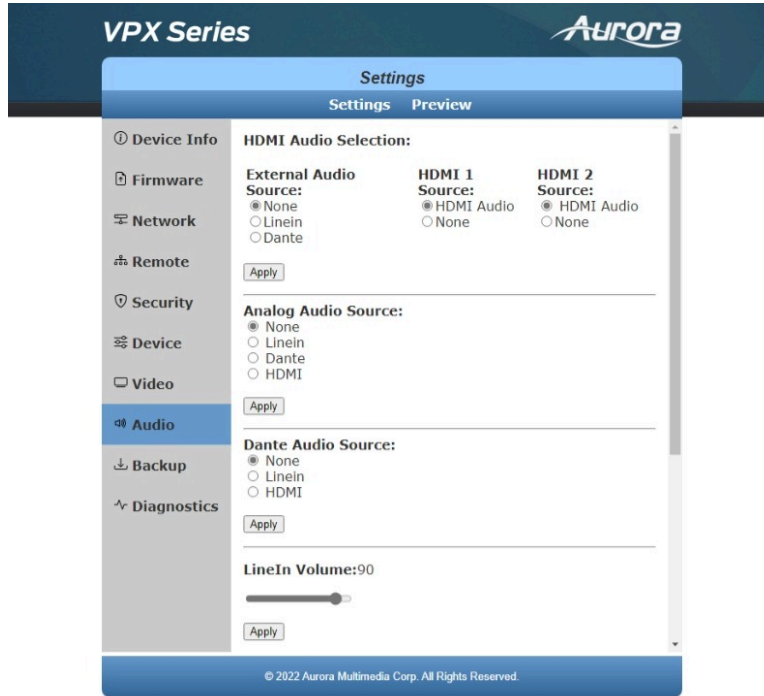 VPX Series
Aurora
Settings
Settings Preview
Device Info
Firmware
Network
Remote
Security
Device
Video
Audio
Backup
Diagnostics
HDMI Audio Selection:
External Audio
Source:
None
Linein
Dante
HDMI 1
Source:
HDMI Audio
None
HDMI 2
Source:
HDMI Audio
None
Apply
Analog Audio Source:
None
Linein
Dante
HDMI
Apply
Dante Audio Source:
None
Linein
HDMI
Apply
LineIn Volume:90
Apply
© 2022 Aurora Multimedia Corp. All Rights Reserved.